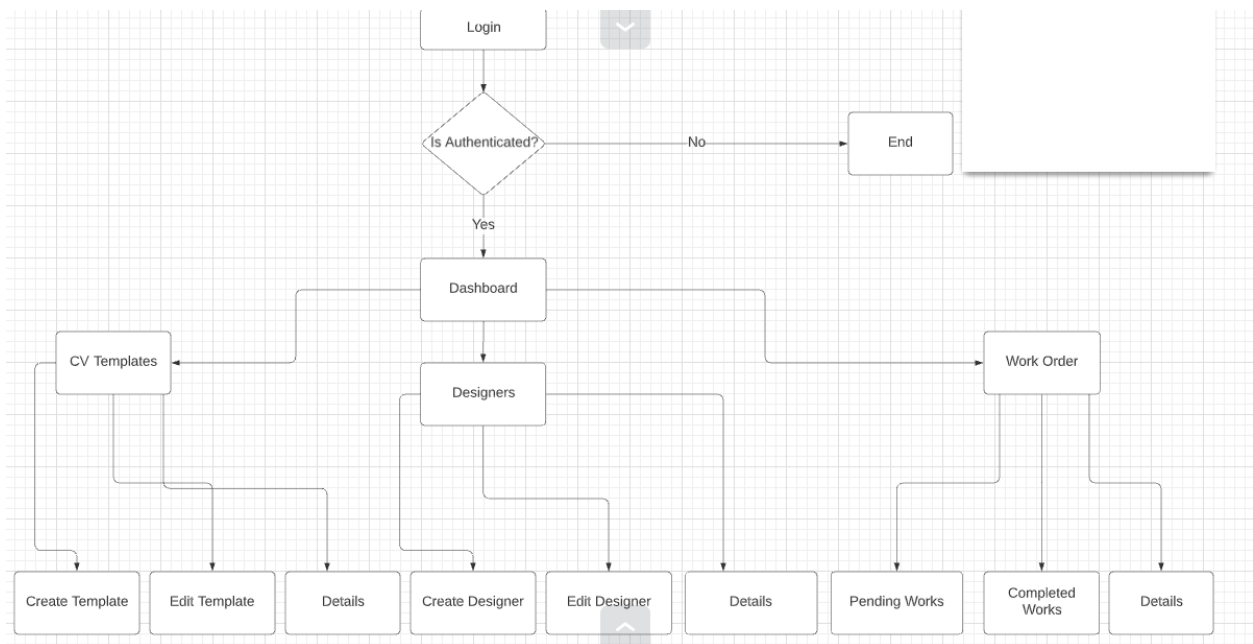 Login
Is Authenticated?
No
End
Yes
Dashboard
CV Templates
Designers
Work Order
Create Template
Edit Template
Details
Create Designer
Edit Designer
Details
Pending Works
Completed
Works
Details